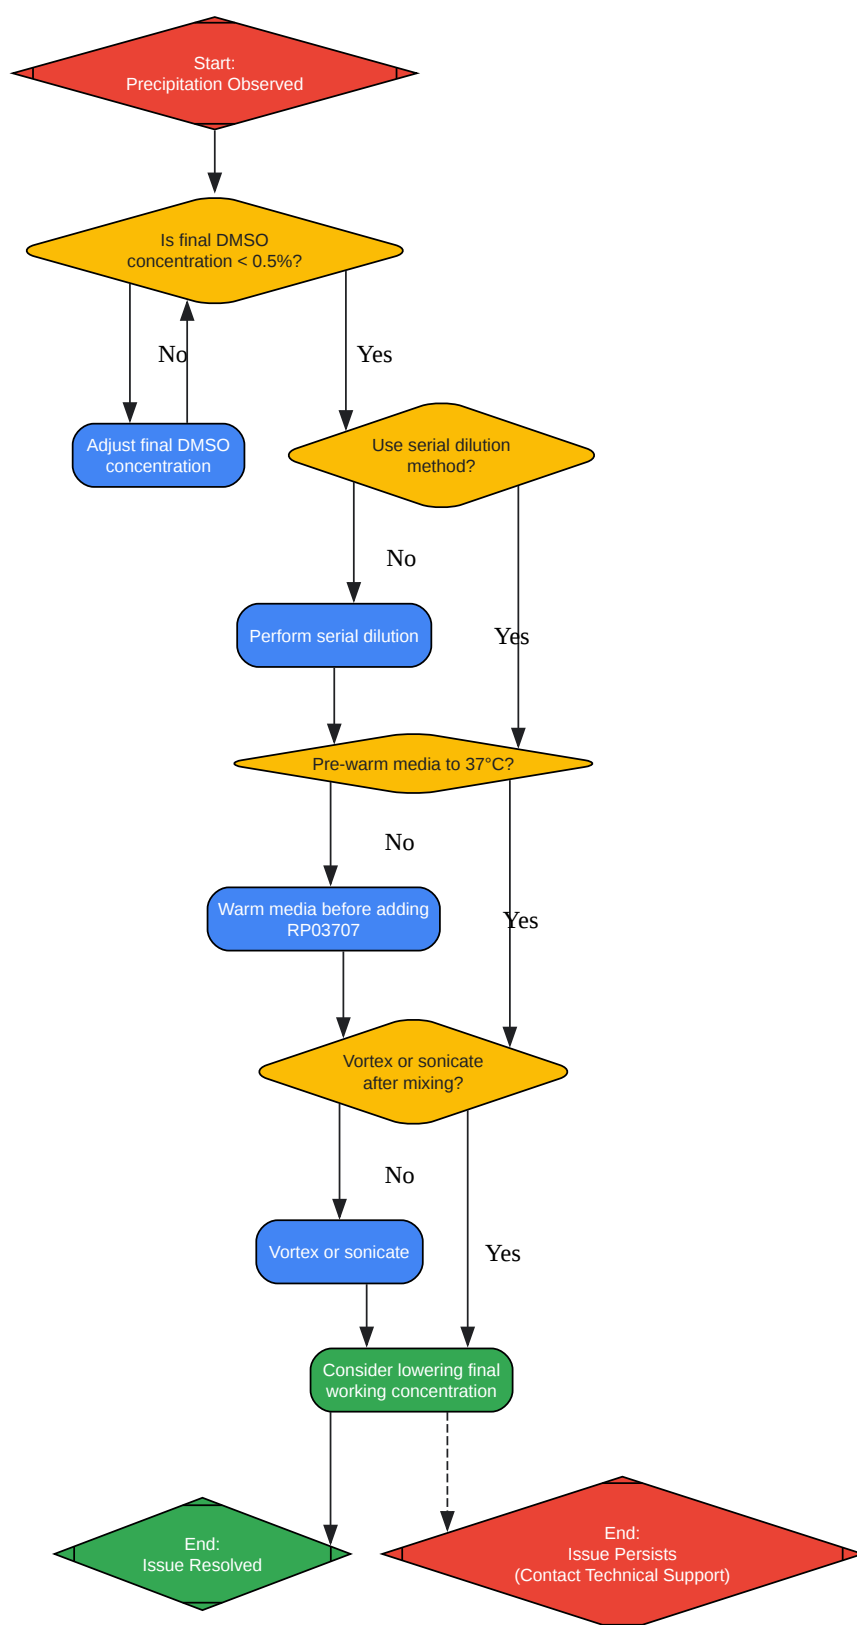 Start:
Precipitation Observed
Is final DMSO
concentration < 0.5%?
No
Yes
Adjust final DMSO
concentration
Use serial dilution
method?
No
Perform serial dilution
Yes
Pre-warm media to 37°C?
No
Warm media before adding
RP03707
Yes
Vortex or sonicate
after mixing?
No
Vortex or sonicate
Yes
Consider lowering final
working concentration
End:
Issue Resolved
End:
Issue Persists
(Contact Technical Support)